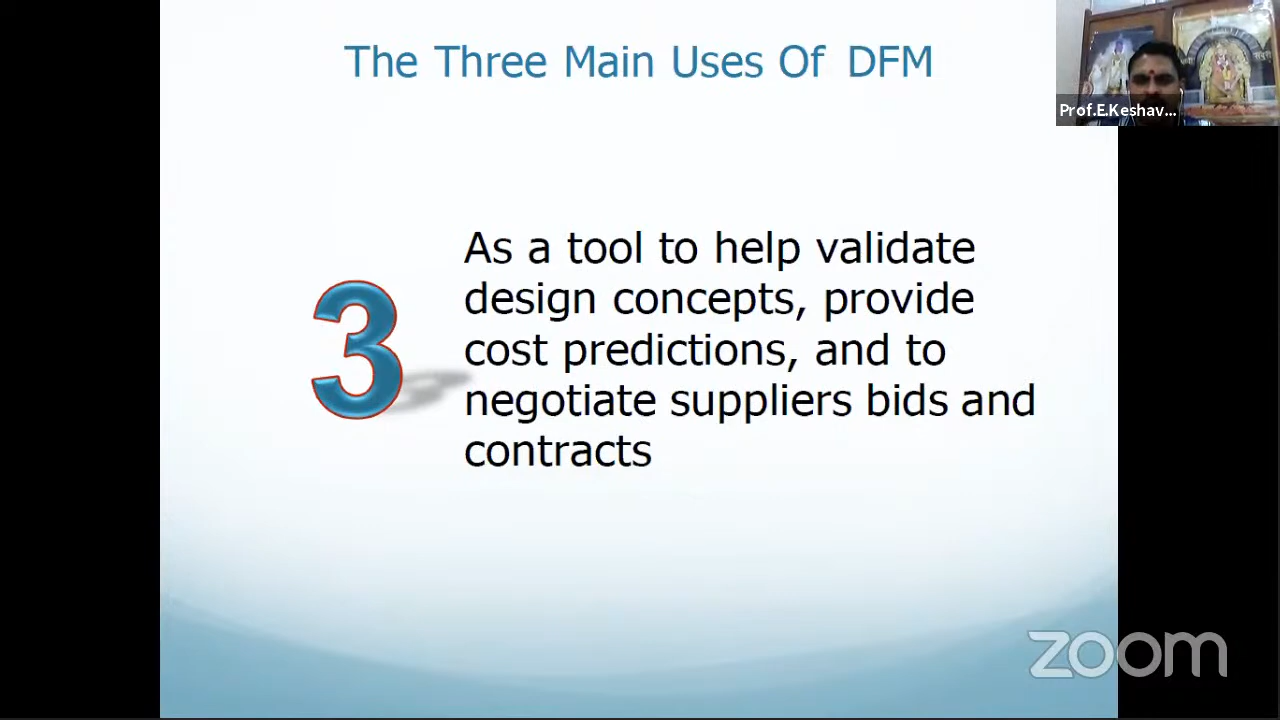 The Three Main Uses Of DFM
Prof.E.Keshav...
3
As a tool to help validate
design concepts, provide
cost predictions, and to
negotiate suppliers bids and
contracts
zoom